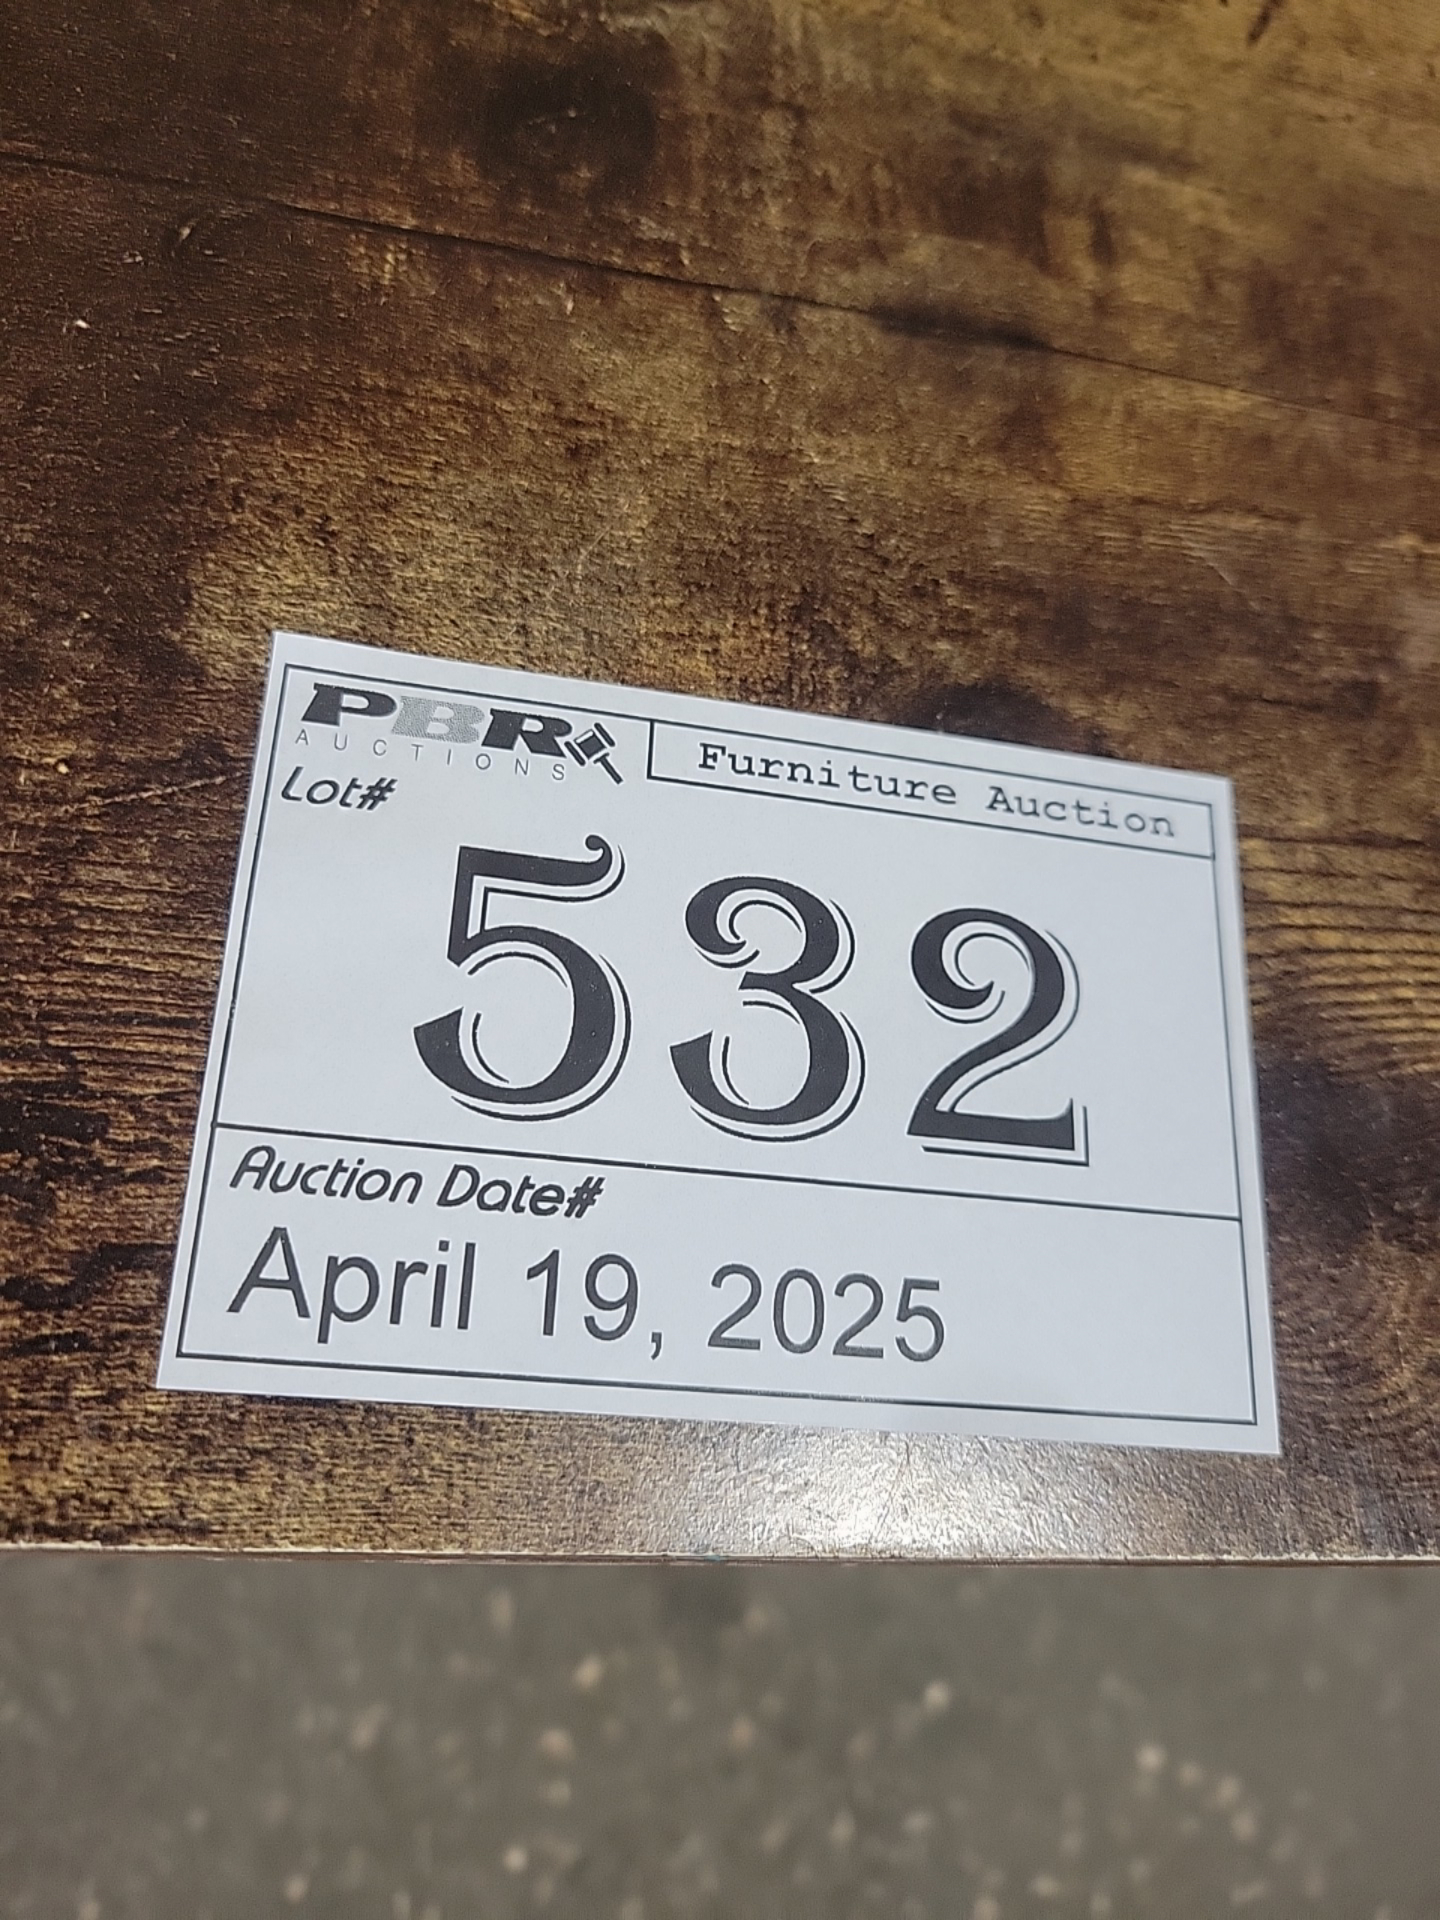 PBR
AUCTIONS
Furniture Auction
Lot#
532
Auction Date#
April 19, 2025